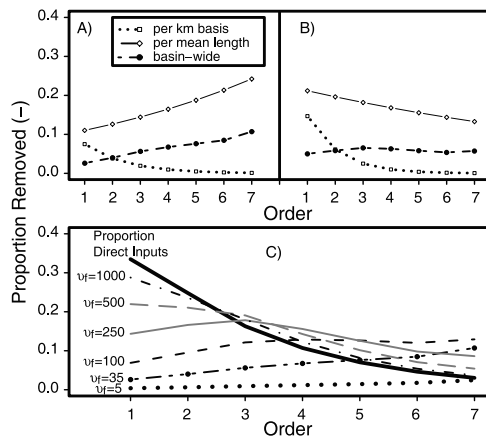 A)
per km basis
per mean length
basin-wide
B)
0.4
0.3
0.2
0.1
0.0
1 2 3 4 5 6 7
1 2 3 4 5 6 7
Order
Order
Proportion Removed (-)
C)
Proportion
Direct Inputs
υf=1000
υf=500
υf=250
υf=100
υf=35
υf=5
0.4
0.3
0.2
0.1
0.0
1 2 3 4 5 6 7
Order